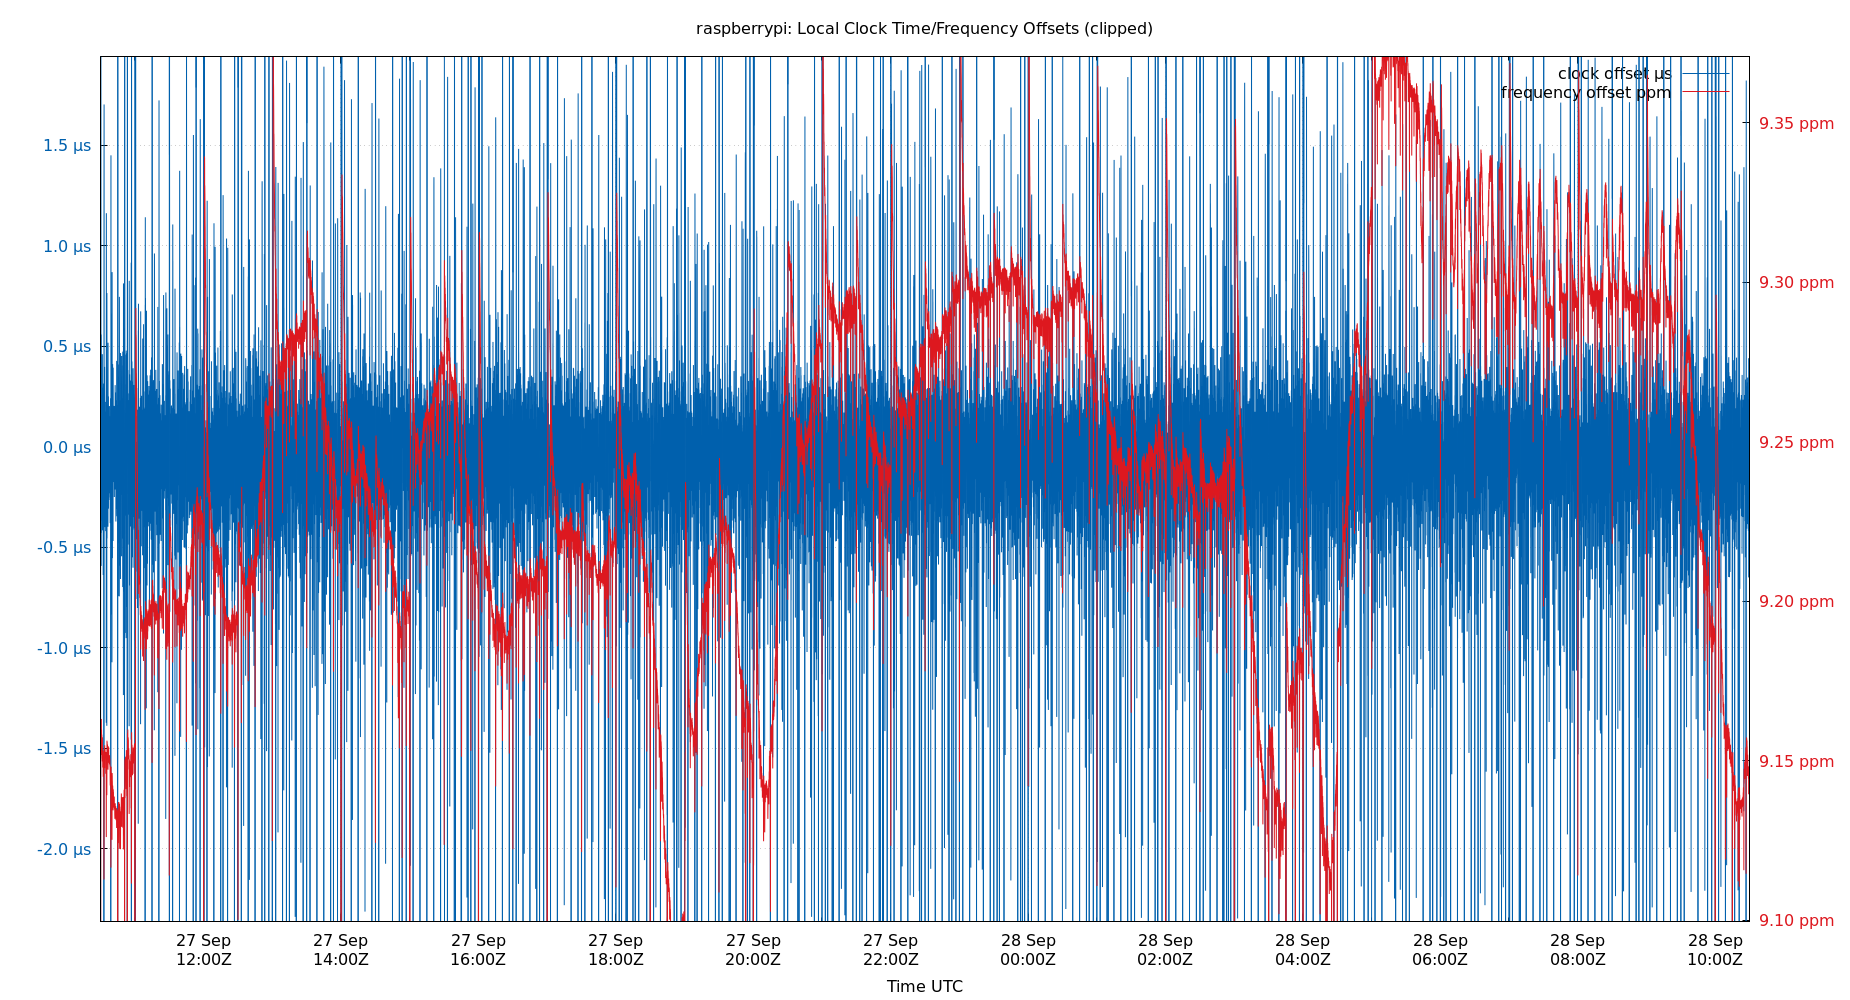 raspberrypi: Local Clock Time/Frequency Offsets (clipped)
clock offset µs
frequency offset ppm
1.5 µs
1.0 µs
0.5 µs
0.0 µs
-0.5 µs
-1.0 µs
-1.5 µs
-2.0 µs
9.35 ppm
9.30 ppm
9.25 ppm
9.20 ppm
9.15 ppm
9.10 ppm
27 Sep
12:00Z
27 Sep
14:00Z
27 Sep
16:00Z
27 Sep
18:00Z
27 Sep
20:00Z
27 Sep
22:00Z
28 Sep
00:00Z
28 Sep
02:00Z
28 Sep
04:00Z
28 Sep
06:00Z
28 Sep
08:00Z
28 Sep
10:00Z
Time UTC